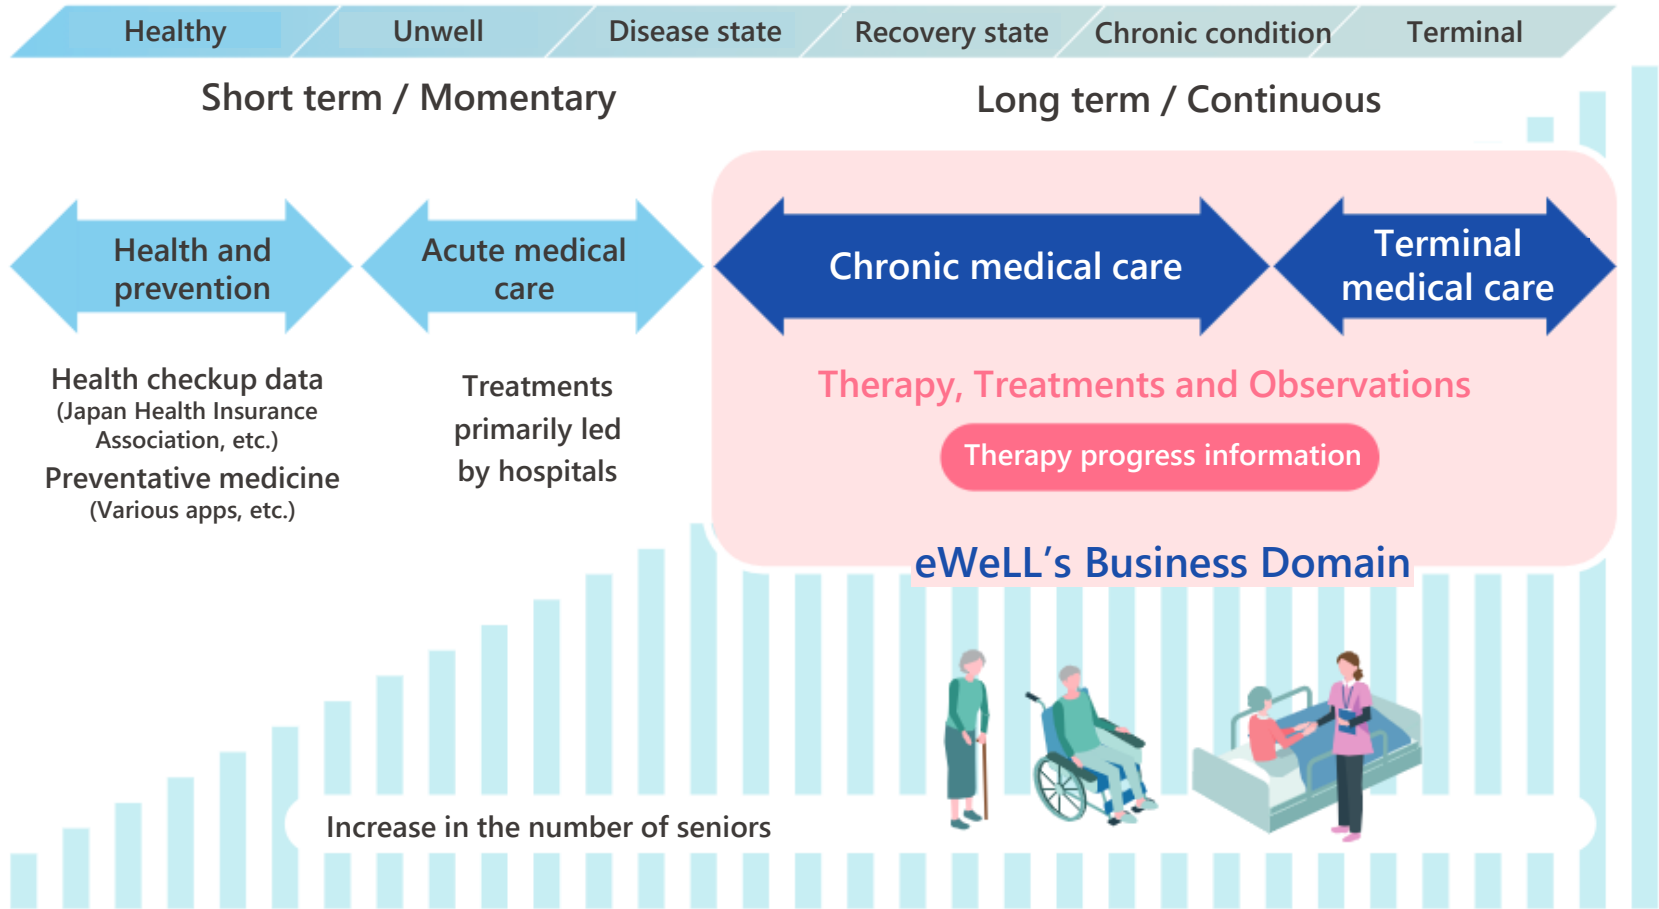 Healthy
Unwell
Disease state
Recovery state
Chronic condition
Terminal
Short term / Momentary
Long term / Continuous
Health and
prevention
Acute medical
care
Chronic medical care
Terminal
medical care
Health checkup data
(Japan Health Insurance
Association, etc.)
Preventative medicine
(Various apps, etc.)
Treatments
primarily led
by hospitals
Therapy, Treatments and Observations
Therapy progress information
eWeLL’s Business Domain
Increase in the number of seniors